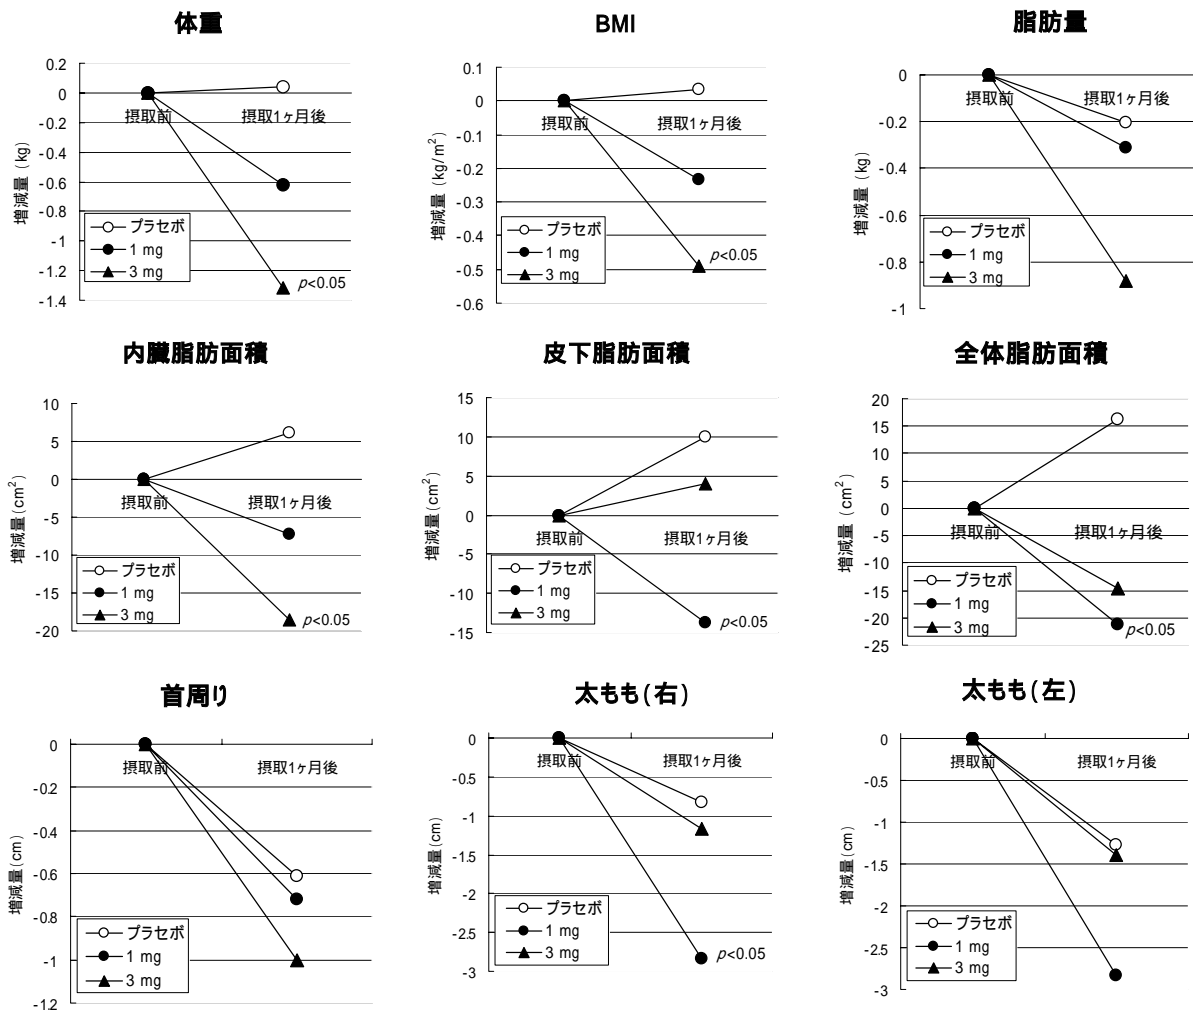 体重
0.2
0
-0.2
-0.4
-0.6
-0.8
-1
-1.2
-1.4
増減量 (kg)
摂取前
摂取1ヶ月後
プラセボ
1 mg
3 mg
p<0.05
BMI
0.1
0
-0.1
-0.2
-0.3
-0.4
-0.5
-0.6
増減量 (kg/m²)
摂取前
摂取1ヶ月後
プラセボ
1 mg
3 mg
p<0.05
脂肪量
0
-0.2
-0.4
-0.6
-0.8
-1
増減量 (kg)
摂取前
摂取1ヶ月後
プラセボ
1 mg
3 mg
内臓脂肪面積
10
5
0
-5
-10
-15
-20
増減量(cm²)
摂取前
摂取1ヶ月後
プラセボ
1 mg
3 mg
p<0.05
皮下脂肪面積
15
10
5
0
-5
-10
-15
増減量(cm²)
摂取前
摂取1ヶ月後
プラセボ
1 mg
3 mg
p<0.05
全体脂肪面積
20
15
10
5
0
-5
-10
-15
-20
-25
増減量(cm²)
摂取前
摂取1ヶ月後
プラセボ
1 mg
3 mg
p<0.05
首周り
0
-0.2
-0.4
-0.6
-0.8
-1
-1.2
増減量(cm)
摂取前
摂取1ヶ月後
プラセボ
1 mg
3 mg
太もも(右)
0
-0.5
-1
-1.5
-2
-2.5
-3
増減量(cm)
摂取前
摂取1ヶ月後
プラセボ
1 mg
3 mg
p<0.05
太もも(左)
0
-0.5
-1
-1.5
-2
-2.5
-3
増減量(cm)
摂取前
摂取1ヶ月後
プラセボ
1 mg
3 mg